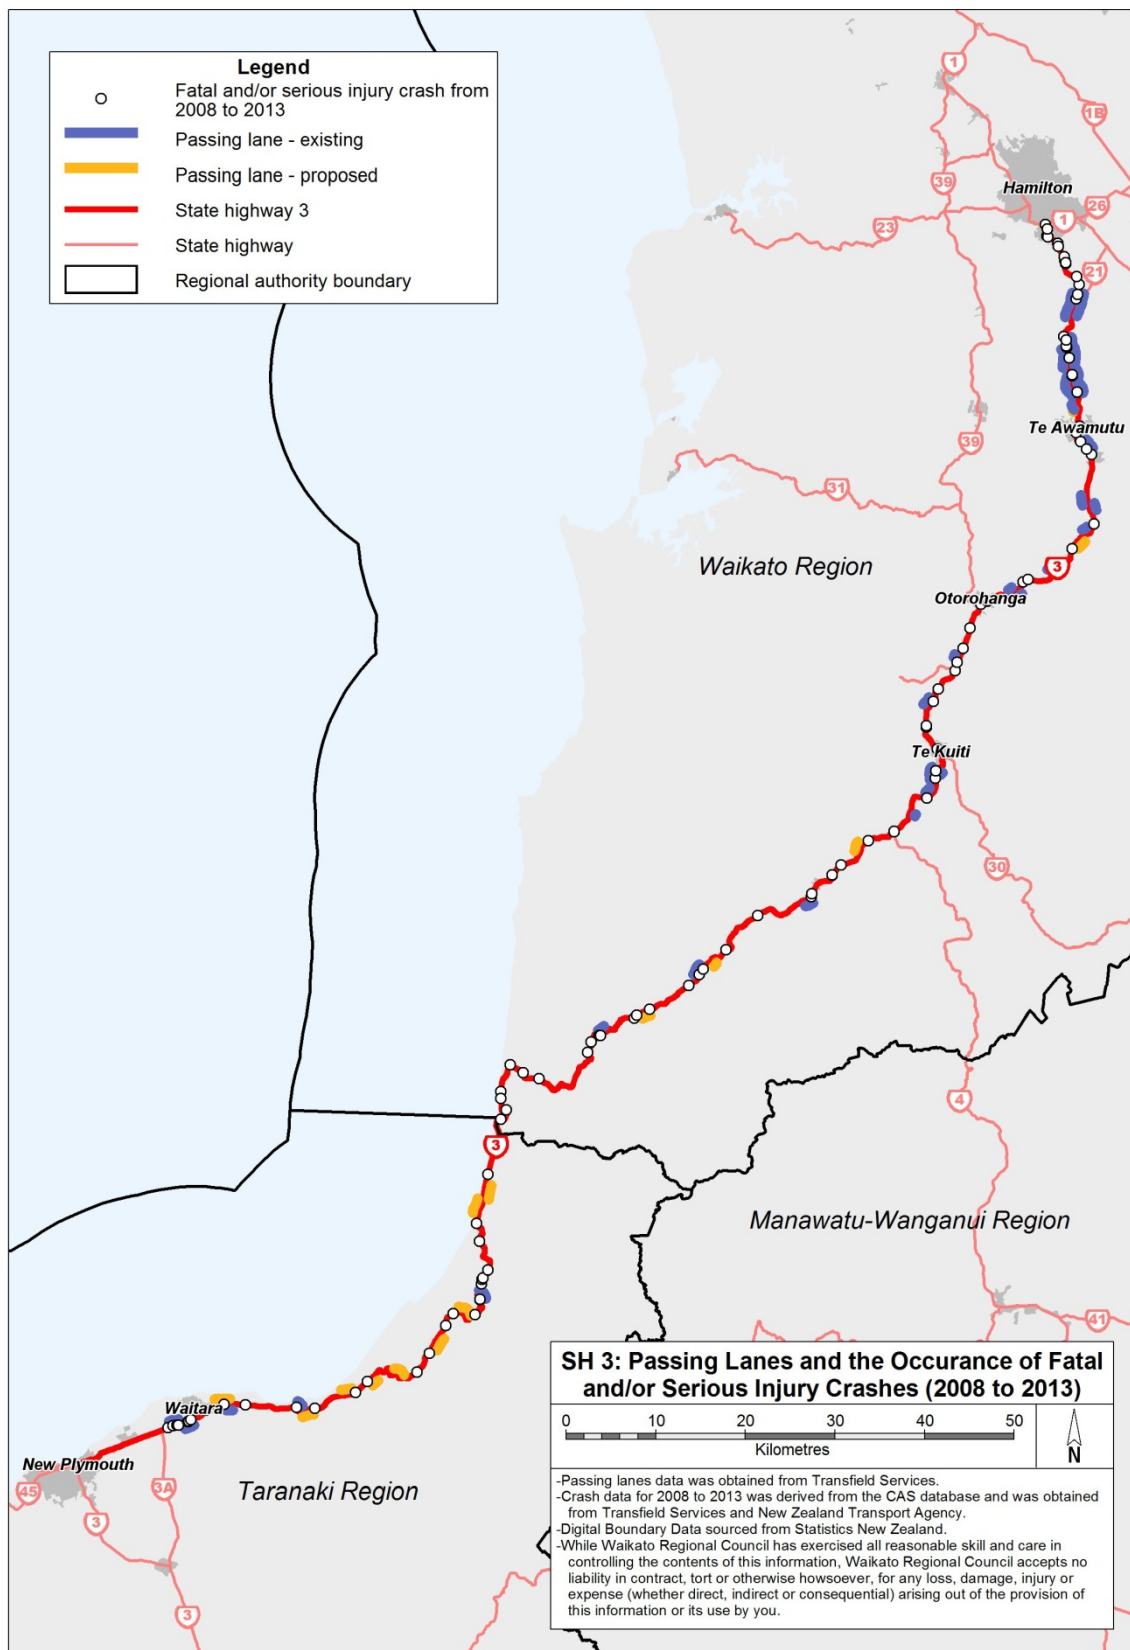 Legend
Fatal and/or serious injury crash from
2008 to 2013
Passing lane - existing
Passing lane - proposed
State highway 3
State highway
Regional authority boundary
1
1B
39
Hamilton
26
1
23
21
Te Awamutu
39
31
Waikato Region
3
Otorohanga
Te Kuiti
30
4
3
Manawatu-Wanganui Region
41
Waitara
New Plymouth
45
3A
Taranaki Region
3
3
SH 3: Passing Lanes and the Occurance of Fatal
and/or Serious Injury Crashes (2008 to 2013)
0 10 20 30 40 50
Kilometres
N
-Passing lanes data was obtained from Transfield Services.
-Crash data for 2008 to 2013 was derived from the CAS database and was obtained
from Transfield Services and New Zealand Transport Agency.
-Digital Boundary Data sourced from Statistics New Zealand.
-While Waikato Regional Council has exercised all reasonable skill and care in
controlling the contents of this information, Waikato Regional Council accepts no
liability in contract, tort or otherwise howsoever, for any loss, damage, injury or
expense (whether direct, indirect or consequential) arising out of the provision of
this information or its use by you.